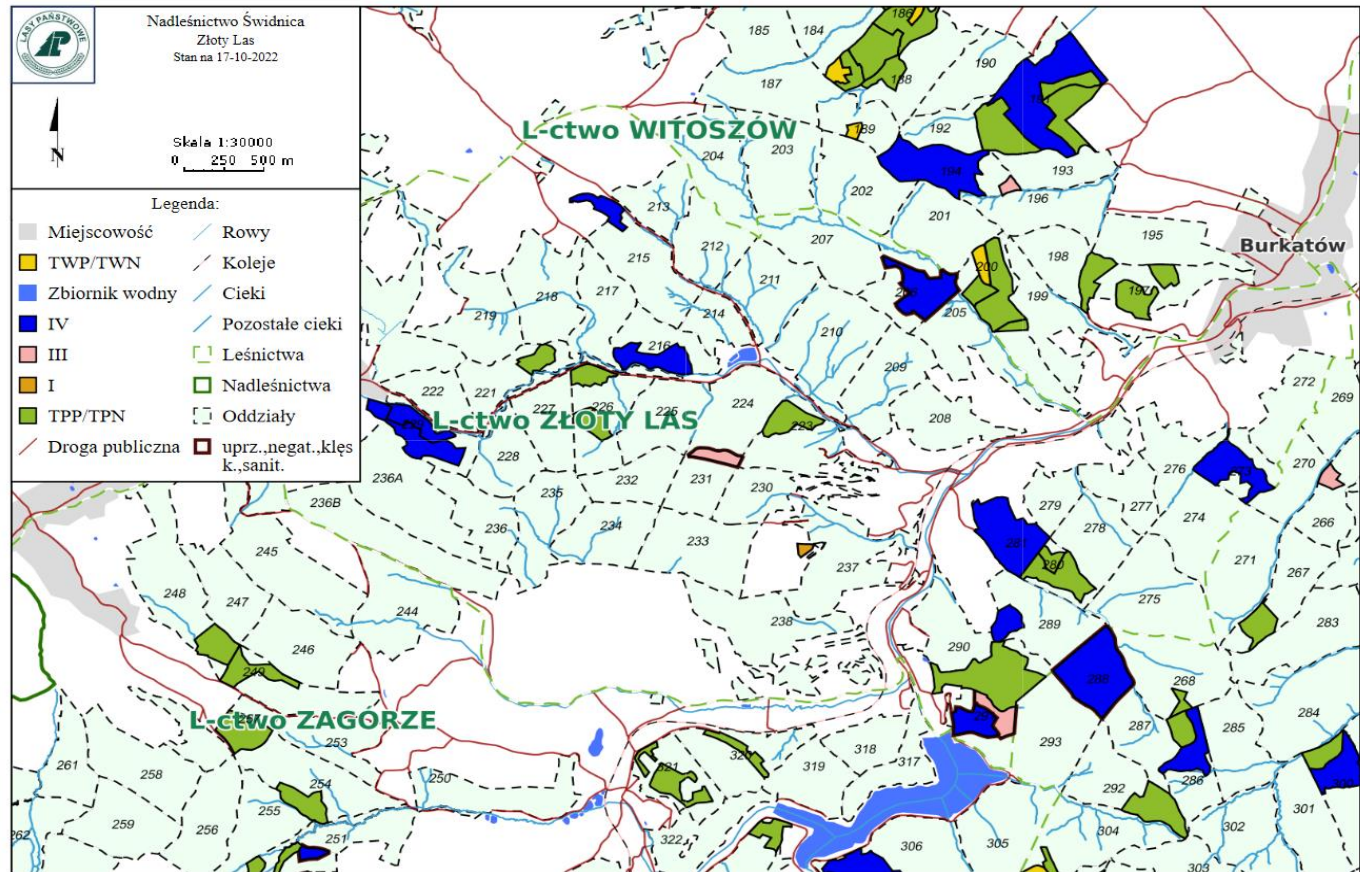 LASY PAŃSTWOWE
Nadleśnictwo Świdnica
Złoty Las
Stan na 17-10-2022
N
Skala 1:30000
0 250 500 m
Legenda:
Miejscowość
TWP/TWN
Zbiornik wodny
IV
III
I
TPP/TPN
Droga publiczna
Rowy
Koleje
Cieki
Pozostałe cieki
Leśnictwa
Nadleśnictwa
Oddziały
uprz.,negat.,klęs
k.,sanit.
185 184 186
190
187 188
L-ctwo WITOSZÓW
189 192
204 203
194 193
202 196
213 201
195
212 207 Burkatów
215 198
200
211 197
218 217 199
205
219 214 210
216
209 272
222 221 269
227 226 225 224
L-ctwo ZŁOTY LAS 223 208
228 276 270
236A 232 231 230
236B 235 279 277 274 266
236 234 278
233 281
245 271
280 267
237
248 247 275
244
238 289 283
246 290
249 288 268
L-ctwo ZAGÓRZE
253 287 285 284
293
318
261 258 320 319 317
250 321 286
254 292 301
255
259 256 304 302
262 251 322 306 305
303